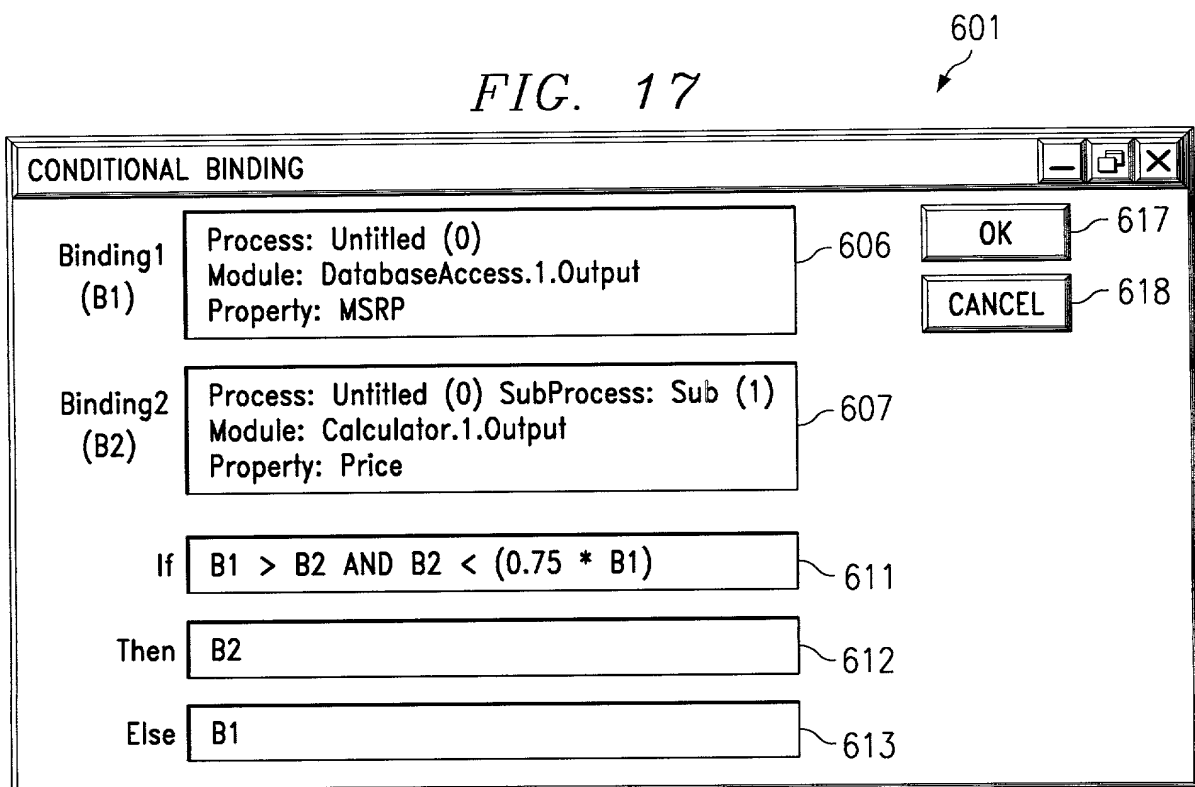 601
FIG. 17
CONDITIONAL BINDING
Binding1
(B1)
Process: Untitled (0)
Module: DatabaseAccess.1.Output
Property: MSRP
606
OK
617
CANCEL
618
Binding2
(B2)
Process: Untitled (0) SubProcess: Sub (1)
Module: Calculator.1.Output
Property: Price
607
If
B1 > B2 AND B2 < (0.75 * B1)
611
Then
B2
612
Else
B1
613